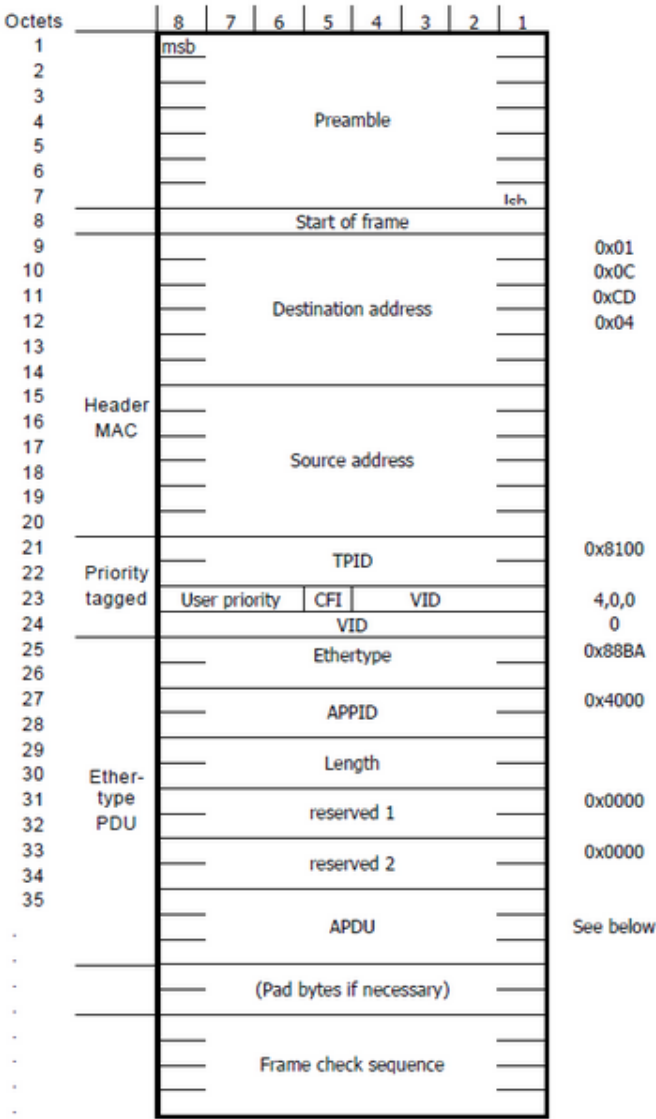 Octets 8 7 6 5 4 3 2 1
1 msb
2
3
4 Preamble
5
6
7 lsb
8 Start of frame
9 0x01
10 0x0C
11 Destination address 0xCD
12 0x04
13
14
15
16 Header
17 MAC
18 Source address
19
20
21 TPID 0x8100
22 Priority
23 tagged User priority CFI VID 4,0,0
24 VID 0
25 Ethertype 0x88BA
26
27 APPID 0x4000
28
29 Length
30 Ether-
31 type reserved 1 0x0000
32 PDU
33 reserved 2 0x0000
34
35
APDU See below
(Pad bytes if necessary)
Frame check sequence